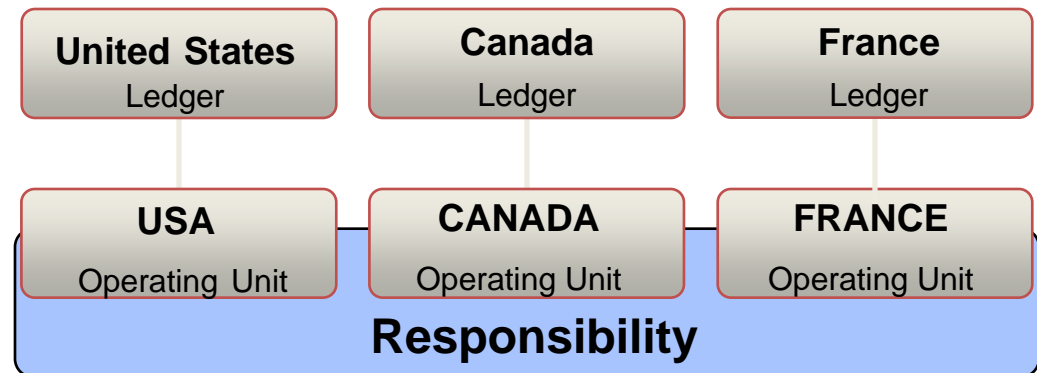 United States
Ledger
Canada
Ledger
France
Ledger
USA
Operating Unit
CANADA
Operating Unit
FRANCE
Operating Unit
Responsibility